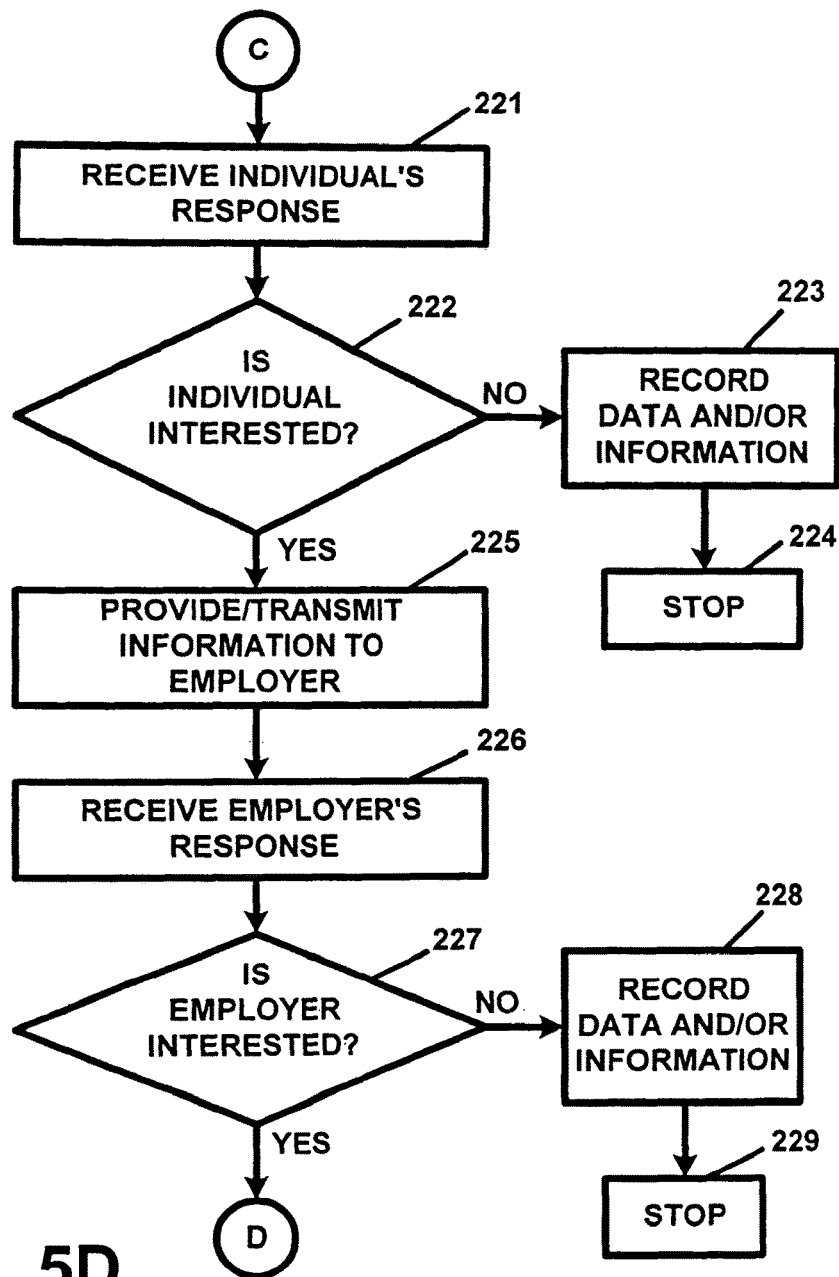 C
221
RECEIVE INDIVIDUAL'S
RESPONSE
222
IS
INDIVIDUAL
INTERESTED?
NO
223
RECORD
DATA AND/OR
INFORMATION
YES
224
STOP
225
PROVIDE/TRANSMIT
INFORMATION TO
EMPLOYER
226
RECEIVE EMPLOYER'S
RESPONSE
227
IS
EMPLOYER
INTERESTED?
NO
228
RECORD
DATA AND/OR
INFORMATION
YES
229
STOP
D
5D